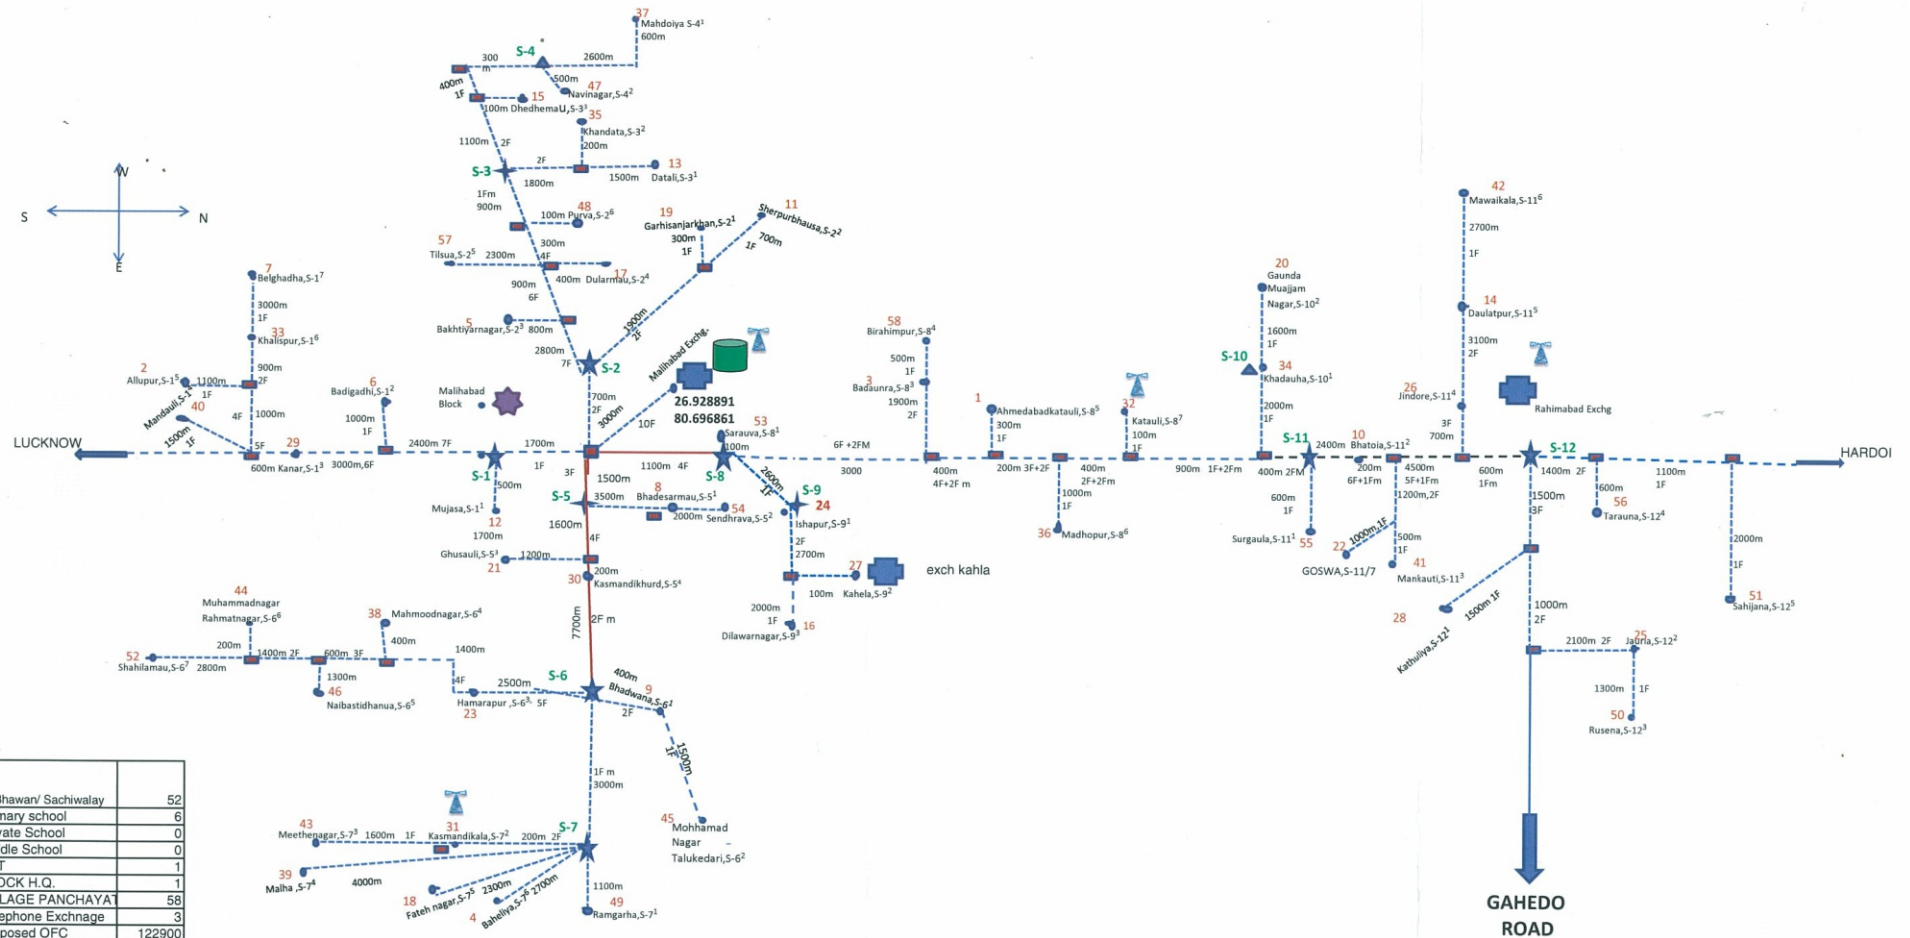 37
Mahdoiya S-4¹
600m
S-4
300
m
2600m
400m
1F
500m
47
Navinagar,S-4²
15
100m DhedhemaU,S-3³
35
Khandata,S-3²
200m
1100m 2F
2F
13
S-3
1800m
1500m
Datali,S-3¹
W
S
N
E
1Fm
900m
48
100m Purva,S-2⁶
19
Garhisanjarkhan,S-2¹
300m
1F
11
Sherpurbhausa,S-2²
700m
1F
42
Mawaikala,S-11⁶
2700m
1F
57
Tilsua,S-2⁵
2300m
300m
4F
400m Dularmau,S-2⁴
17
900m
6F
7
Belghadha,S-1⁷
3000m
1F
33
Khalispur,S-1⁶
900m
2F
5
Bakhtiyarnagar,S-2³ 800m
1900m
2F
2800m
7F
S-2
Malihabad Exchg.
58
Birahimpur,S-8⁴
500m
1F
3
Badaunra,S-8³
1900m
2F
20
Gaunda
Muajjam
Nagar,S-10²
1600m
1F
S-10
34
Khadauha,S-10¹
2000m
1F
14
Daulatpur,S-11⁵
3100m
2F
26
Jindore,S-11⁴
3F
700m
Rahimabad Exchg
2
Allupur,S-1⁵
1100m
1F
Mandauli,S-1⁴
40
1500m
1F
4F
1000m
6
Badigadhi,S-1²
1000m
1F
Malihabad
Block
700m
2F
3000m
10F
26.928891
80.696861
53
Sarauva,S-8¹
100m
1
Ahmedabadkatauli,S-8⁵
300m
1F
32
Katauli,S-8⁷
100m
1F
LUCKNOW
5F
600m Kanar,S-1³
29
3000m,6F
2400m 7F
S-1
1700m
1F
3F
1500m
1100m 4F
S-8
6F +2FM
3000
400m
4F+2F m
200m 3F+2F
400m
2F+2Fm
900m 1F+2Fm
400m 2FM
S-11
2400m
10
Bhatoia,S-11²
200m
6F+1Fm
4500m
5F+1Fm
600m
1Fm
S-12
1400m 2F
1100m
1F
HARDOI
500m
Mujasa,S-1¹
12
1700m
S-5
3500m
8
Bhadesarmau,S-5¹
2000m
54
Sendhrava,S-5²
2600m
1F
S-9
24
Ishapur,S-9¹
2F
2700m
1000m
1F
36
Madhopur,S-8⁶
600m
1F
Surgaula,S-11¹
55
1200m,2F
1000m,1F
22
GOSWA,S-11/7
500m
1F
41
Mankauti,S-11³
1500m
3F
600m
56
Tarauna,S-12⁴
2000m
1F
51
Sahijana,S-12⁵
1600m
4F
Ghusauli,S-5³
1200m
21
200m
30
Kasmandikhurd,S-5⁴
27
100m
Kahela,S-9²
exch kahla
2000m
1F
Dilawarnagar,S-9³
16
28
Kathuliya,S-12¹
1500m 1F
1000m
2F
2100m 2F
25
Jauria,S-12²
1300m
1F
50
Rusena,S-12³
44
Muhammadnagar
Rahmatnagar,S-6⁶
38
Mahmoodnagar,S-6⁴
7700m
2F m
52
Shahilamau,S-6⁷
200m
2800m
1400m 2F
600m 3F
400m
1300m
46
Naibastidhanua,S-6⁵
1400m
4F
Hamarapur ,S-6³
23
2500m
5F
S-6
400m
9
Bhadwana,S-6¹
2F
1500m
1F
45
Mohhamad
Nagar
Talukedari,S-6²
1F m
3000m
S-7
43
Meethenagar,S-7³
1600m 1F
31
Kasmandikala,S-7²
200m 2F
39
Malha ,S-7⁴
4000m
18
Fateh nagar,S-7⁵
2300m
4
Baheliya,S-7⁶
2700m
1100m
49
Ramgarha,S-7¹
GAHEDO
ROAD
hawan/ Sachiwalay 52
mary school 6
vate School 0
dle School 0
T 1
OCK H.Q. 1
LAGE PANCHAYAT 58
ephone Exchnage 3
posed OFC 122900